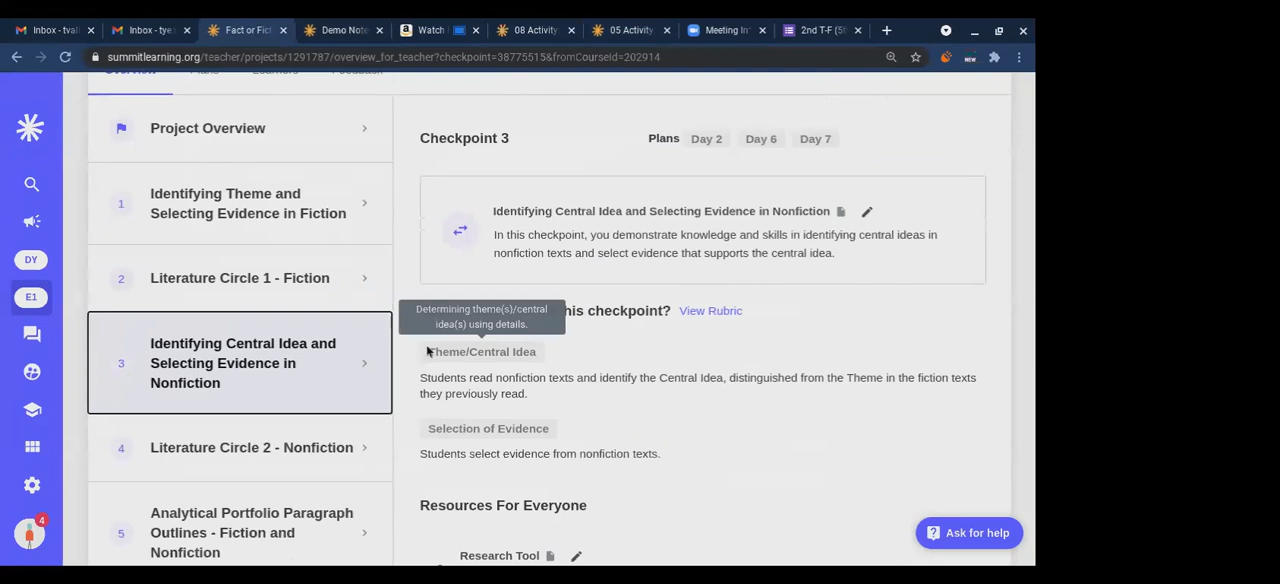 Inbox - tvall
Inbox - tye.
Fact or Fict
Demo Note
Watch
08 Activity
05 Activity
Meeting In
2nd T-F (5t
summitlearning.org/teacher/projects/1291787/overview_for_teacher?checkpoint=38775515&fromCourseId=202914
NEW
DY
E1
4
Project Overview
1
Identifying Theme and
Selecting Evidence in Fiction
2
Literature Circle 1 - Fiction
3
Identifying Central Idea and
Selecting Evidence in
Nonfiction
4
Literature Circle 2 - Nonfiction
5
Analytical Portfolio Paragraph
Outlines - Fiction and
Nonfiction
Checkpoint 3
Plans Day 2 Day 6 Day 7
Identifying Central Idea and Selecting Evidence in Nonfiction
In this checkpoint, you demonstrate knowledge and skills in identifying central ideas in
nonfiction texts and select evidence that supports the central idea.
Determining theme(s)/central
idea(s) using details.
his checkpoint? View Rubric
Theme/Central Idea
Students read nonfiction texts and identify the Central Idea, distinguished from the Theme in the fiction texts
they previously read.
Selection of Evidence
Students select evidence from nonfiction texts.
Resources For Everyone
Research Tool
Ask for help